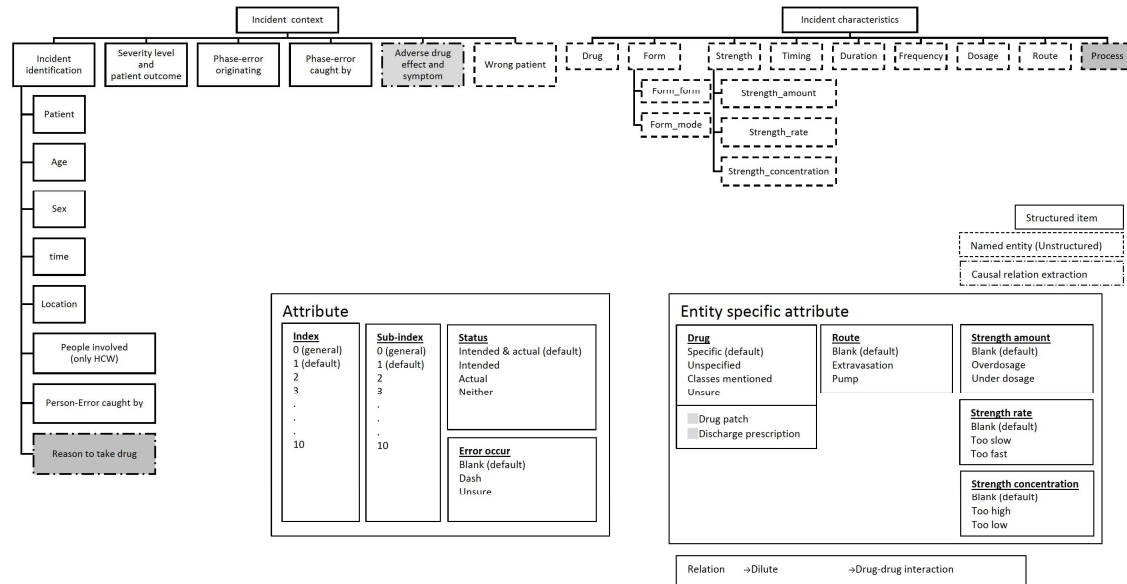 Incident context
Incident identification
Severity level and patient outcome
Phase-error originating
Phase-error caught by
Adverse drug effect and symptom
Wrong patient
Patient
Age
Sex
time
Location
People involved (only HCW)
Person-Error caught by
Reason to take drug
Incident characteristics
Drug
Form
Strength
Timing
Duration
Frequency
Dosage
Route
Process
Form_form
Form_mode
Strength_amount
Strength_rate
Strength_concentration
Structured item
Named entity (Unstructured)
Causal relation extraction
Attribute
Index
0 (general)
1 (default)
2
3
.
.
.
10
Sub-index
0 (general)
1 (default)
2
3
.
.
.
10
Status
Intended & actual (default)
Intended
Actual
Neither
Error occur
Blank (default)
Dash
Unsure
Entity specific attribute
Drug
Specific (default)
Unspecified
Classes mentioned
Unsure
Drug patch
Discharge prescription
Route
Blank (default)
Extravasation
Pump
Strength amount
Blank (default)
Overdosage
Under dosage
Strength rate
Blank (default)
Too slow
Too fast
Strength concentration
Blank (default)
Too high
Too low
Relation →Dilute →Drug-drug interaction